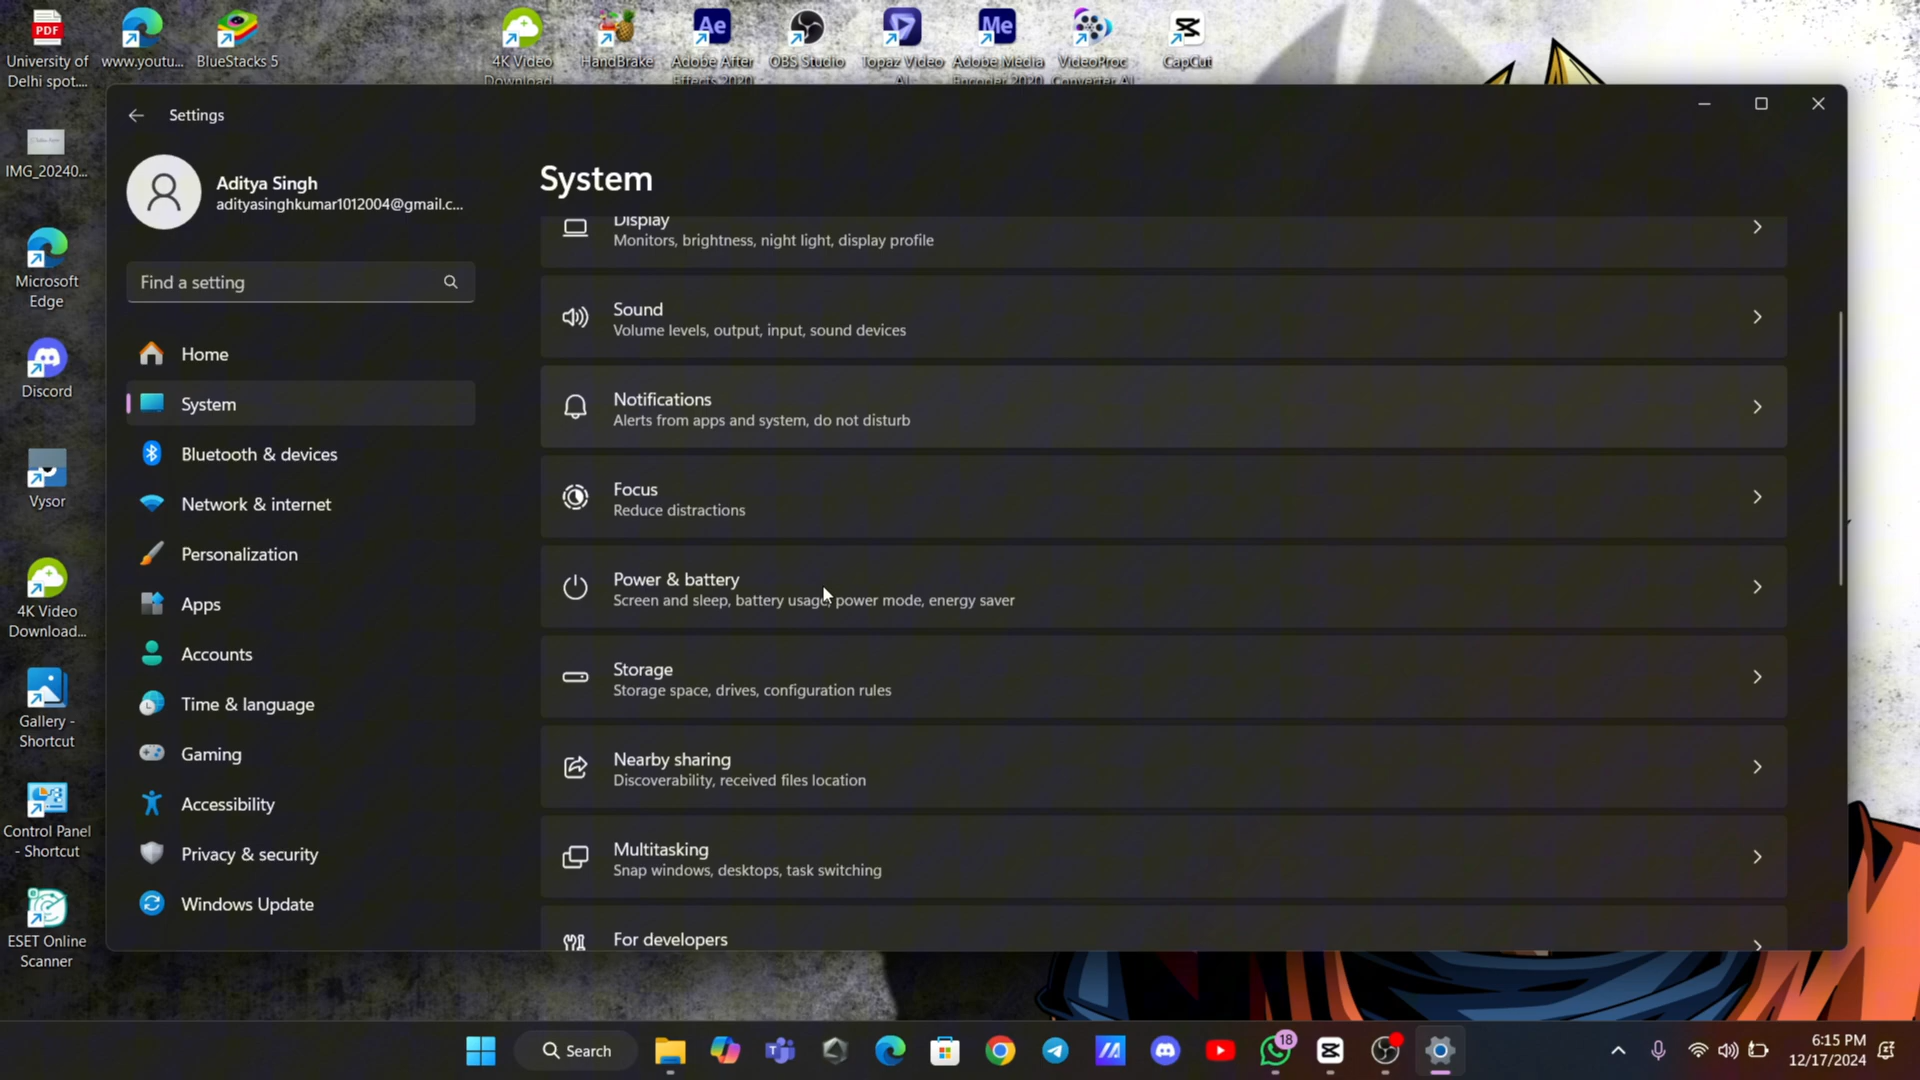 PDF
University of
Delhi spot....
www.youtu...
BlueStacks 5
4K Video
Download
HandBrake
Ae
Adobe After
Effects 2020
OBS Studio
Topaz Video
AI
Me
Adobe Media
Encoder 2020
VideoProc
Converter AI
CapCut
IMG_20240...
Microsoft
Edge
Discord
Vysor
4K Video
Download...
Gallery -
Shortcut
Control Panel
- Shortcut
ESET Online
Scanner
Settings
Aditya Singh
adityasinghkumar1012004@gmail.c...
Find a setting
Home
System
Bluetooth & devices
Network & internet
Personalization
Apps
Accounts
Time & language
Gaming
Accessibility
Privacy & security
Windows Update
System
Display
Monitors, brightness, night light, display profile
Sound
Volume levels, output, input, sound devices
Notifications
Alerts from apps and system, do not disturb
Focus
Reduce distractions
Power & battery
Screen and sleep, battery usage, power mode, energy saver
Storage
Storage space, drives, configuration rules
Nearby sharing
Discoverability, received files location
Multitasking
Snap windows, desktops, task switching
For developers
Search
18
6:15 PM
12/17/2024